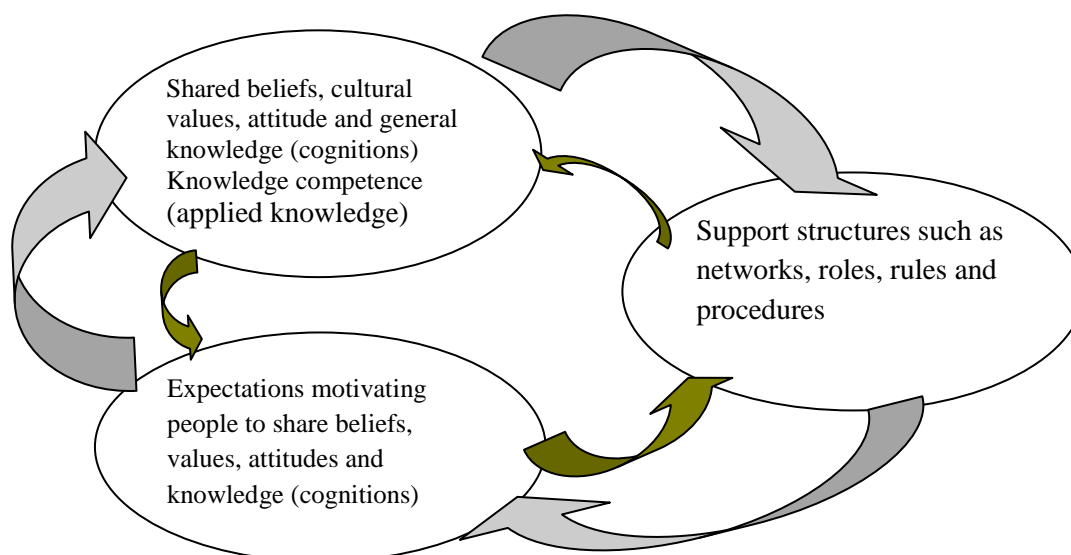 Shared beliefs, cultural
values, attitude and general
knowledge (cognitions)
Knowledge competence
(applied knowledge)
Support structures such as
networks, roles, rules and
procedures
Expectations motivating
people to share beliefs,
values, attitudes and
knowledge (cognitions)